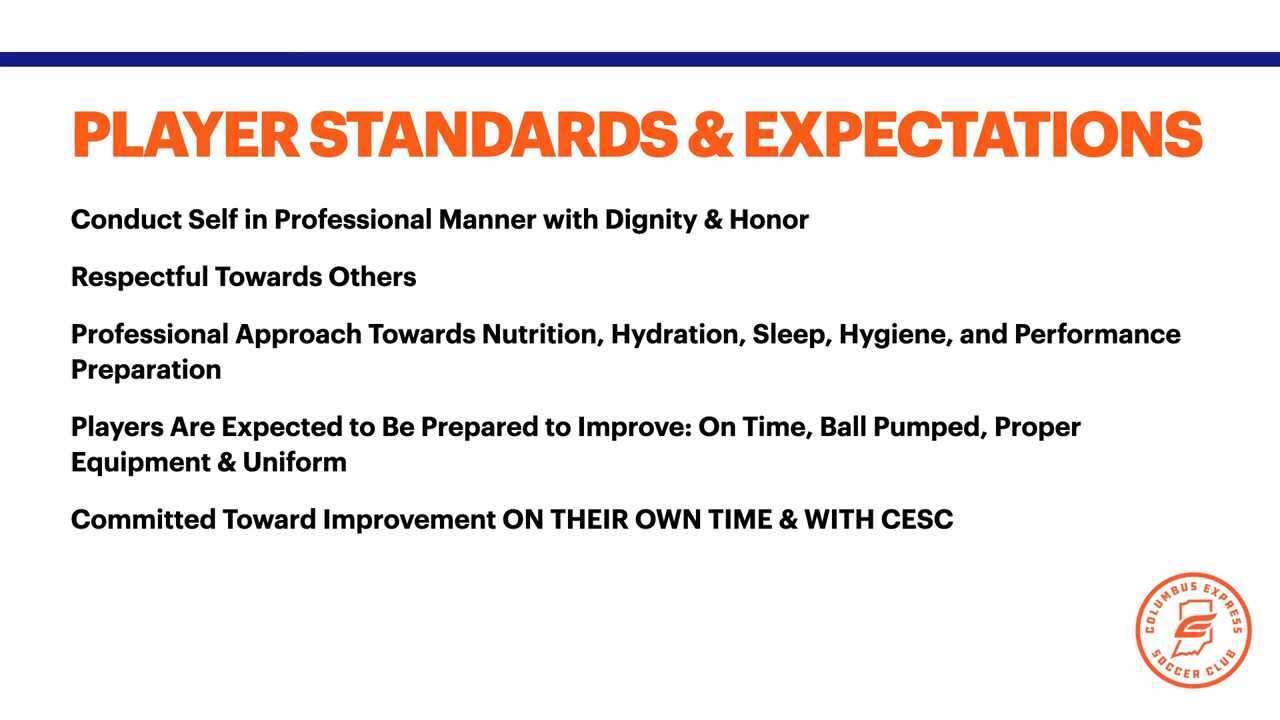 PLAYER STANDARDS & EXPECTATIONS
Conduct Self in Professional Manner with Dignity & Honor
Respectful Towards Others
Professional Approach Towards Nutrition, Hydration, Sleep, Hygiene, and Performance
Preparation
Players Are Expected to Be Prepared to Improve: On Time, Ball Pumped, Proper
Equipment & Uniform
Committed Toward Improvement ON THEIR OWN TIME & WITH CESC
COLUMBUS EXPRESS
SOCCER CLUB